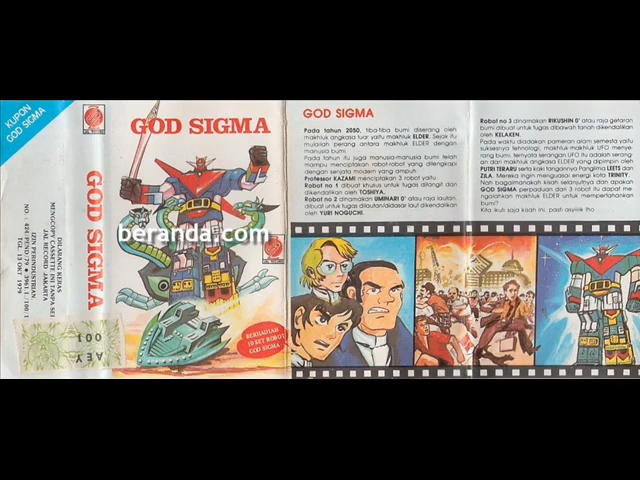 KUPON
GOD SIGMA
GOD SIGMA
beranda.com
BERHADIAH
10 SET ROBOT
GOD SIGMA
GOD SIGMA
DILARANG KERAS
MENGCOPY CASSETTE INI TANPA SEI
JAL RECORD JAKARTA
IZIN PERINDUSTRIAN
TGL. 13 OKT 1979
AEY
001
GOD SIGMA
Pada tahun 2050, tiba-tiba bumi diserang oleh
makhluk angkasa luar yaitu makhluk ELDER. Sejak itu
mulailah perang antara makhluk ELDER dengan
manusia bumi.
Pada tahun itu juga manusia-manusia bumi telah
mampu menciptakan robot-robot yang dilengkapi
dengan senjata modern yang ampuh.
Professor KAZAMI menciptakan 3 robot yaitu:
Robot no 1 dibuat khusus untuk tugas dilangit dan
dikendalikan oleh TOSHIYA.
Robot no 2 dinamakan UMINARI 0' atau raja lautan,
dibuat untuk tugas dilautan/didasar laut dikendalikan
oleh YURI NOGUCHI.
Robot no 3 dinamakan RIKUSHIN 0' atau raja getaran
bumi dibuat untuk tugas dibawah tanah dikendalikan
oleh KELAKEN.
Pada waktu diadakan pameran alam semesta yaitu
suksesnya tehnologi, makhluk-makhluk UFO menye
rang bumi, ternyata serangan UFO itu adalah serang
an dari makhluk angkasa ELDER yang dipimpin oleh
PUTRI TERARU serta kaki tangannya Panglima LEETS dan
ZILA. Mereka ingin menguasai energi baru TRINITY.
Nah bagaimanakah kisah selanjutnya dan apakah
GOD SIGMA perpaduan dari 3 robot itu dapat me
ngalahkan makhluk ELDER dan menyelamatkan
bumi?
Kita ikuti saja kisah ini, pasti asyiiiik lho